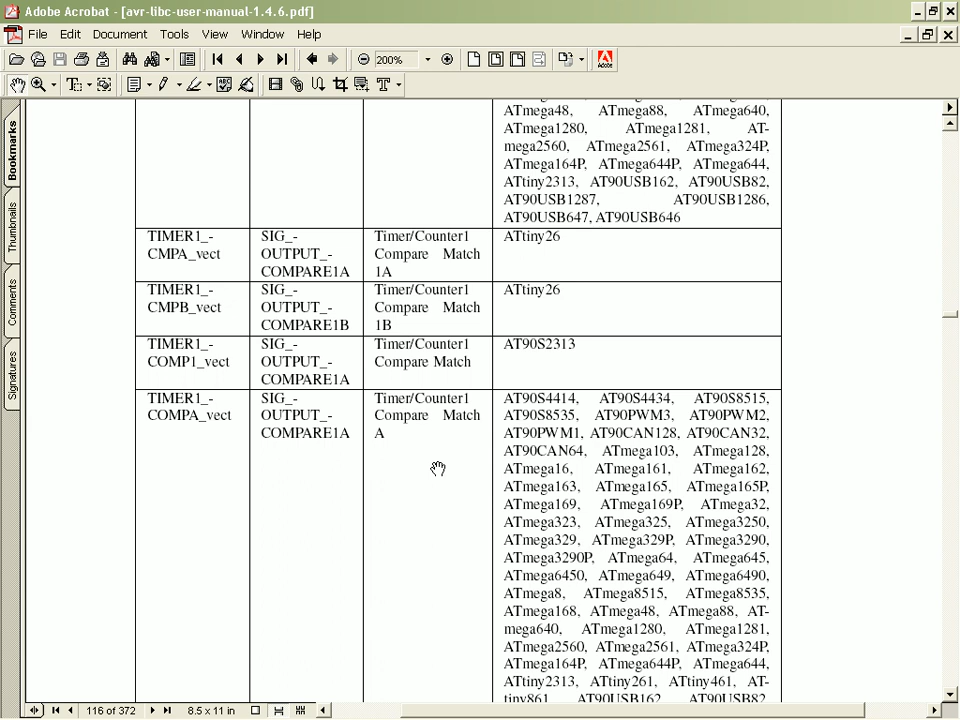 Adobe Acrobat - [avr-libc-user-manual-1.4.6.pdf]
File Edit Document Tools View Window Help
200%
Adobe
Bookmarks
Thumbnails
Comments
Signatures
ATmega48, ATmega88, ATmega640,
ATmega1280, ATmega1281, AT-
mega2560, ATmega2561, ATmega324P,
ATmega164P, ATmega644P, ATmega644,
ATtiny2313, AT90USB162, AT90USB82,
AT90USB1287, AT90USB1286,
AT90USB647, AT90USB646
TIMER1_-
CMPA_vect
SIG_-
OUTPUT_-
COMPARE1A
Timer/Counter1
Compare Match
1A
ATtiny26
TIMER1_-
CMPB_vect
SIG_-
OUTPUT_-
COMPARE1B
Timer/Counter1
Compare Match
1B
ATtiny26
TIMER1_-
COMP1_vect
SIG_-
OUTPUT_-
COMPARE1A
Timer/Counter1
Compare Match
AT90S2313
TIMER1_-
COMPA_vect
SIG_-
OUTPUT_-
COMPARE1A
Timer/Counter1
Compare Match
A
AT90S4414, AT90S4434, AT90S8515,
AT90S8535, AT90PWM3, AT90PWM2,
AT90PWM1, AT90CAN128, AT90CAN32,
AT90CAN64, ATmega103, ATmega128,
ATmega16, ATmega161, ATmega162,
ATmega163, ATmega165, ATmega165P,
ATmega169, ATmega169P, ATmega32,
ATmega323, ATmega325, ATmega3250,
ATmega329, ATmega329P, ATmega3290,
ATmega3290P, ATmega64, ATmega645,
ATmega6450, ATmega649, ATmega6490,
ATmega8, ATmega8515, ATmega8535,
ATmega168, ATmega48, ATmega88, AT-
mega640, ATmega1280, ATmega1281,
ATmega2560, ATmega2561, ATmega324P,
ATmega164P, ATmega644P, ATmega644,
ATtiny2313, ATtiny261, ATtiny461, AT-
tiny861, AT90USB162, AT90USB82,
116 of 372 8.5 x 11 in